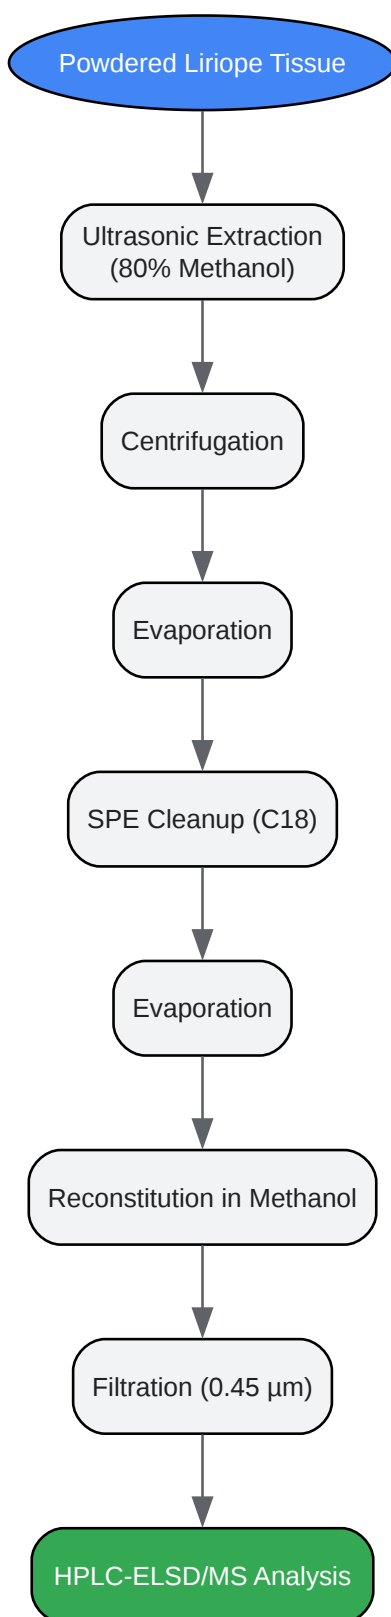 Powdered Liriope Tissue
Ultrasonic Extraction
(80% Methanol)
Centrifugation
Evaporation
SPE Cleanup (C18)
Evaporation
Reconstitution in Methanol
Filtration (0.45 µm)
HPLC-ELSD/MS Analysis